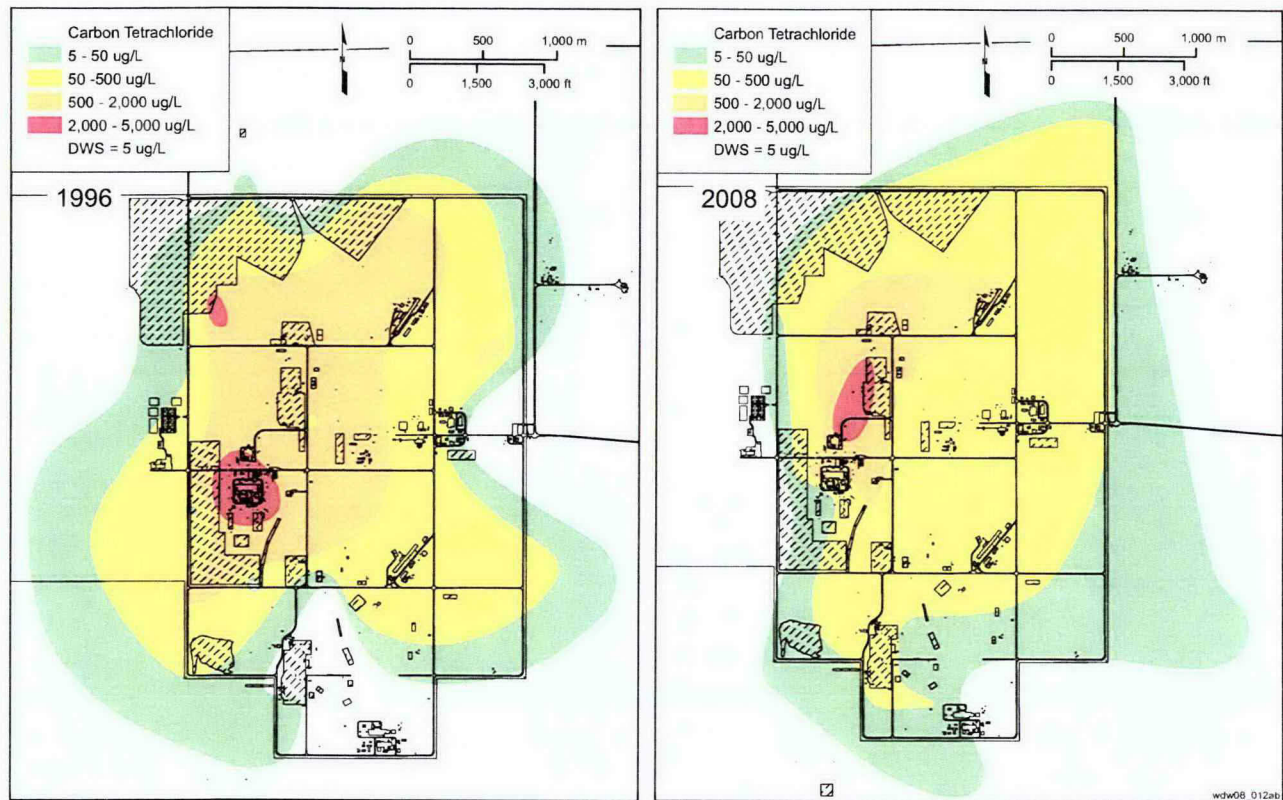 Carbon Tetrachloride
5 - 50 ug/L
50 -500 ug/L
500 - 2,000 ug/L
2,000 - 5,000 ug/L
DWS = 5 ug/L
N
0 500 1,000 m
0 1,500 3,000 ft
1996
Carbon Tetrachloride
5 - 50 ug/L
50 - 500 ug/L
500 - 2,000 ug/L
2,000 - 5,000 ug/L
DWS = 5 ug/L
N
0 500 1,000 m
0 1,500 3,000 ft
2008
wdw08_012ab